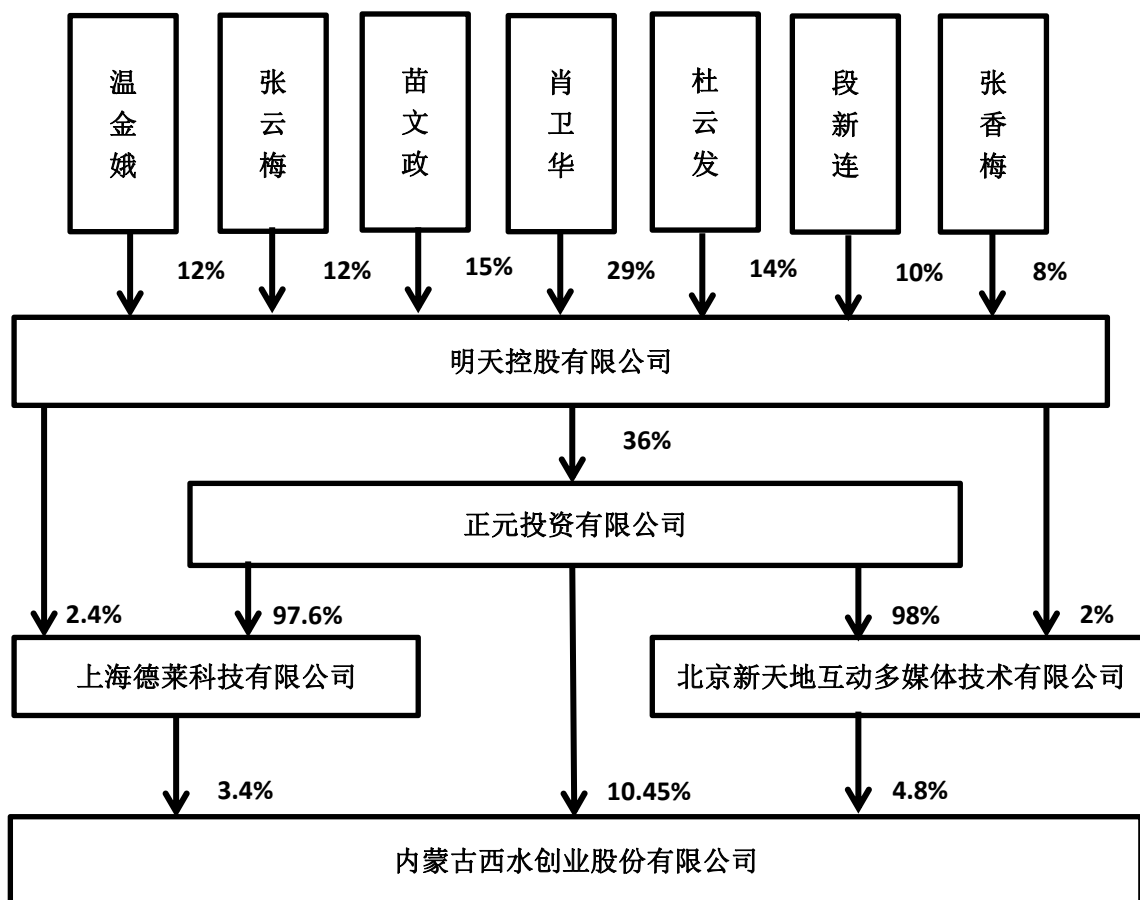 温金娥
张云梅
苗文政
肖卫华
杜云发
段新连
张香梅
12%
12%
15%
29%
14%
10%
8%
明天控股有限公司
36%
正元投资有限公司
2.4%
97.6%
98%
2%
上海德莱科技有限公司
北京新天地互动多媒体技术有限公司
3.4%
10.45%
4.8%
内蒙古西水创业股份有限公司